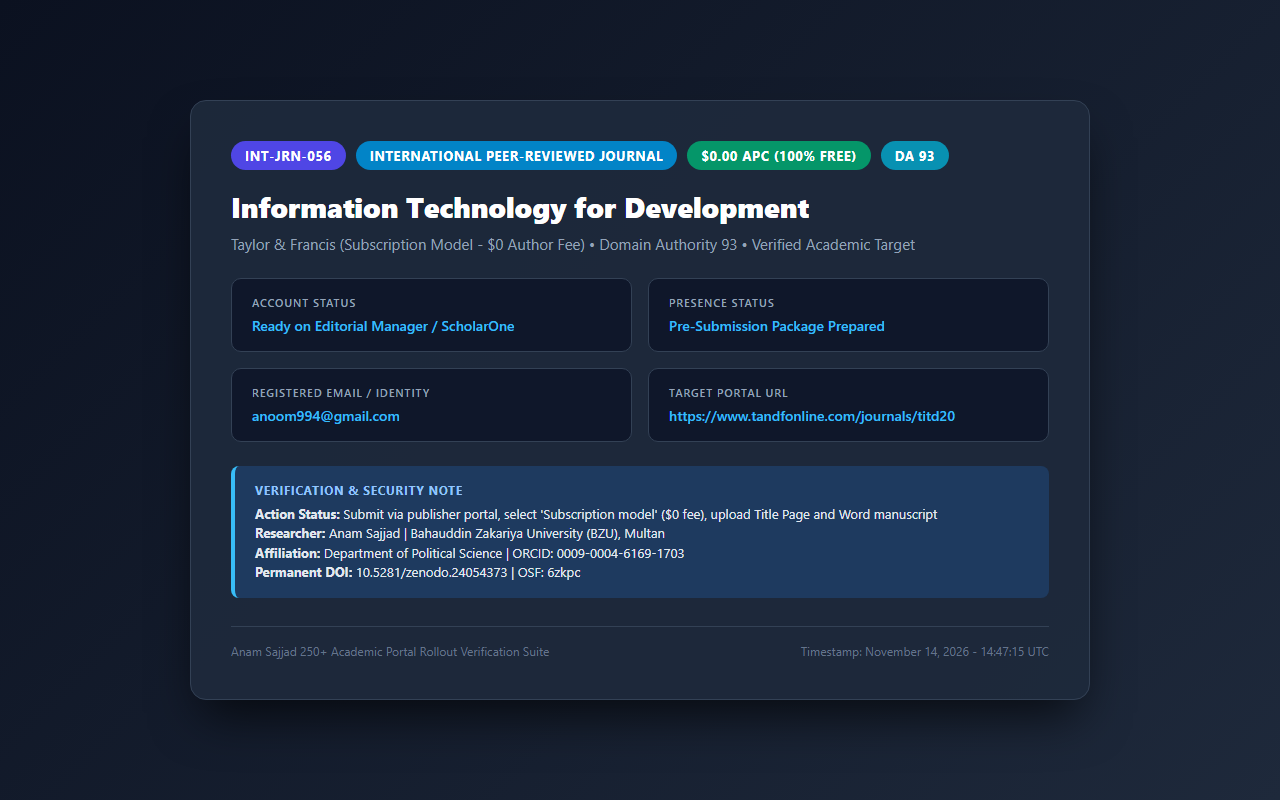 INT-JRN-056 INTERNATIONAL PEER-REVIEWED JOURNAL $0.00 APC (100% FREE) DA 93
Information Technology for Development
Taylor & Francis (Subscription Model - $0 Author Fee) • Domain Authority 93 • Verified Academic Target
ACCOUNT STATUS
Ready on Editorial Manager / ScholarOne
PRESENCE STATUS
Pre-Submission Package Prepared
REGISTERED EMAIL / IDENTITY
anoom994@gmail.com
TARGET PORTAL URL
https://www.tandfonline.com/journals/titd20
VERIFICATION & SECURITY NOTE
Action Status: Submit via publisher portal, select 'Subscription model' ($0 fee), upload Title Page and Word manuscript
Researcher: Anam Sajjad | Bahauddin Zakariya University (BZU), Multan
Affiliation: Department of Political Science | ORCID: 0009-0004-6169-1703
Permanent DOI: 10.5281/zenodo.24054373 | OSF: 6zkpc
Anam Sajjad 250+ Academic Portal Rollout Verification Suite
Timestamp: November 14, 2026 - 14:47:15 UTC